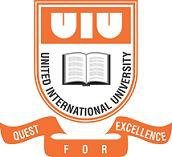 UIU
UNITED INTERNATIONAL UNIVERSITY
QUEST
FOR
EXCELLENCE